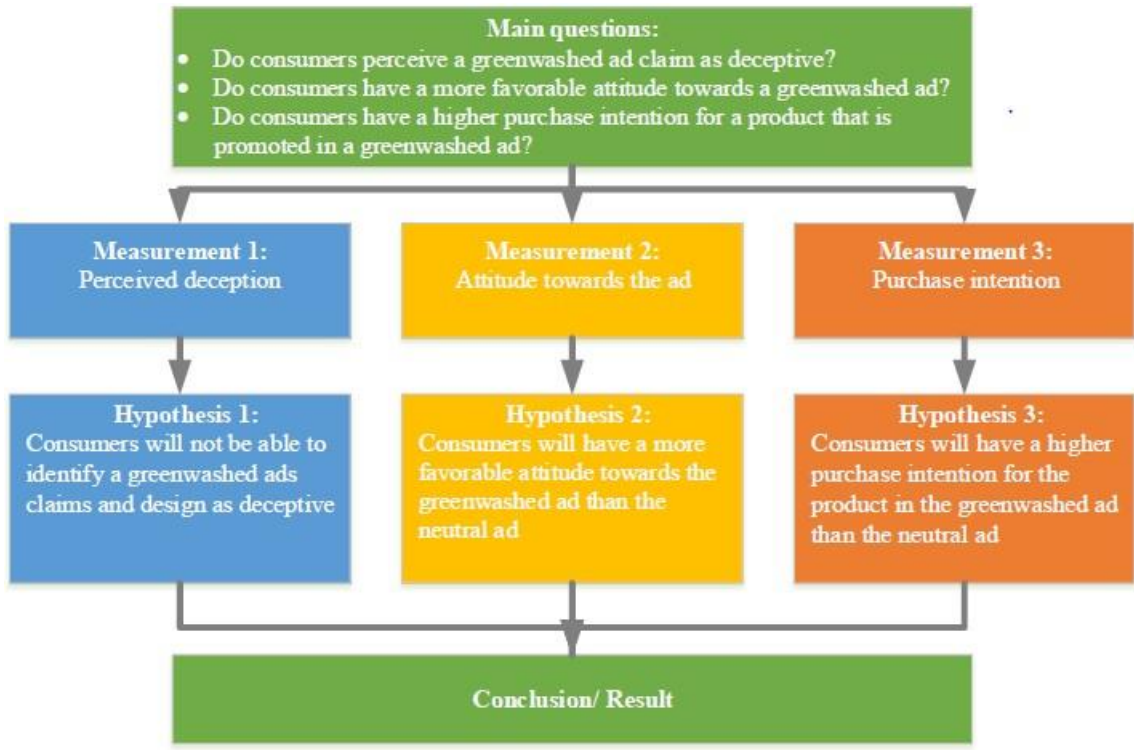 Main questions:
• Do consumers perceive a greenwashed ad claim as deceptive?
• Do consumers have a more favorable attitude towards a greenwashed ad?
• Do consumers have a higher purchase intention for a product that is
promoted in a greenwashed ad?
Measurement 1:
Perceived deception
Measurement 2:
Attitude towards the ad
Measurement 3:
Purchase intention
Hypothesis 1:
Consumers will not be able to
identify a greenwashed ads
claims and design as deceptive
Hypothesis 2:
Consumers will have a more
favorable attitude towards the
greenwashed ad than the
neutral ad
Hypothesis 3:
Consumers will have a higher
purchase intention for the
product in the greenwashed ad
than the neutral ad
Conclusion/ Result